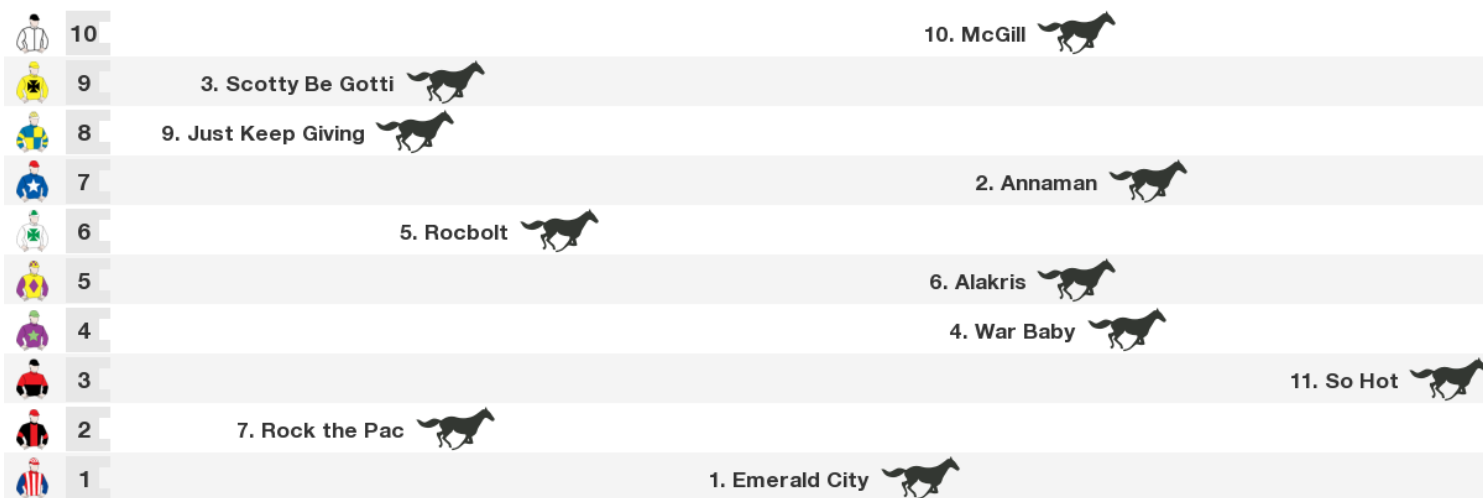 10 10. McGill
9 3. Scotty Be Gotti
8 9. Just Keep Giving
7 2. Annaman
6 5. Rocbolt
5 6. Alakris
4 4. War Baby
3 11. So Hot
2 7. Rock the Pac
1 1. Emerald City